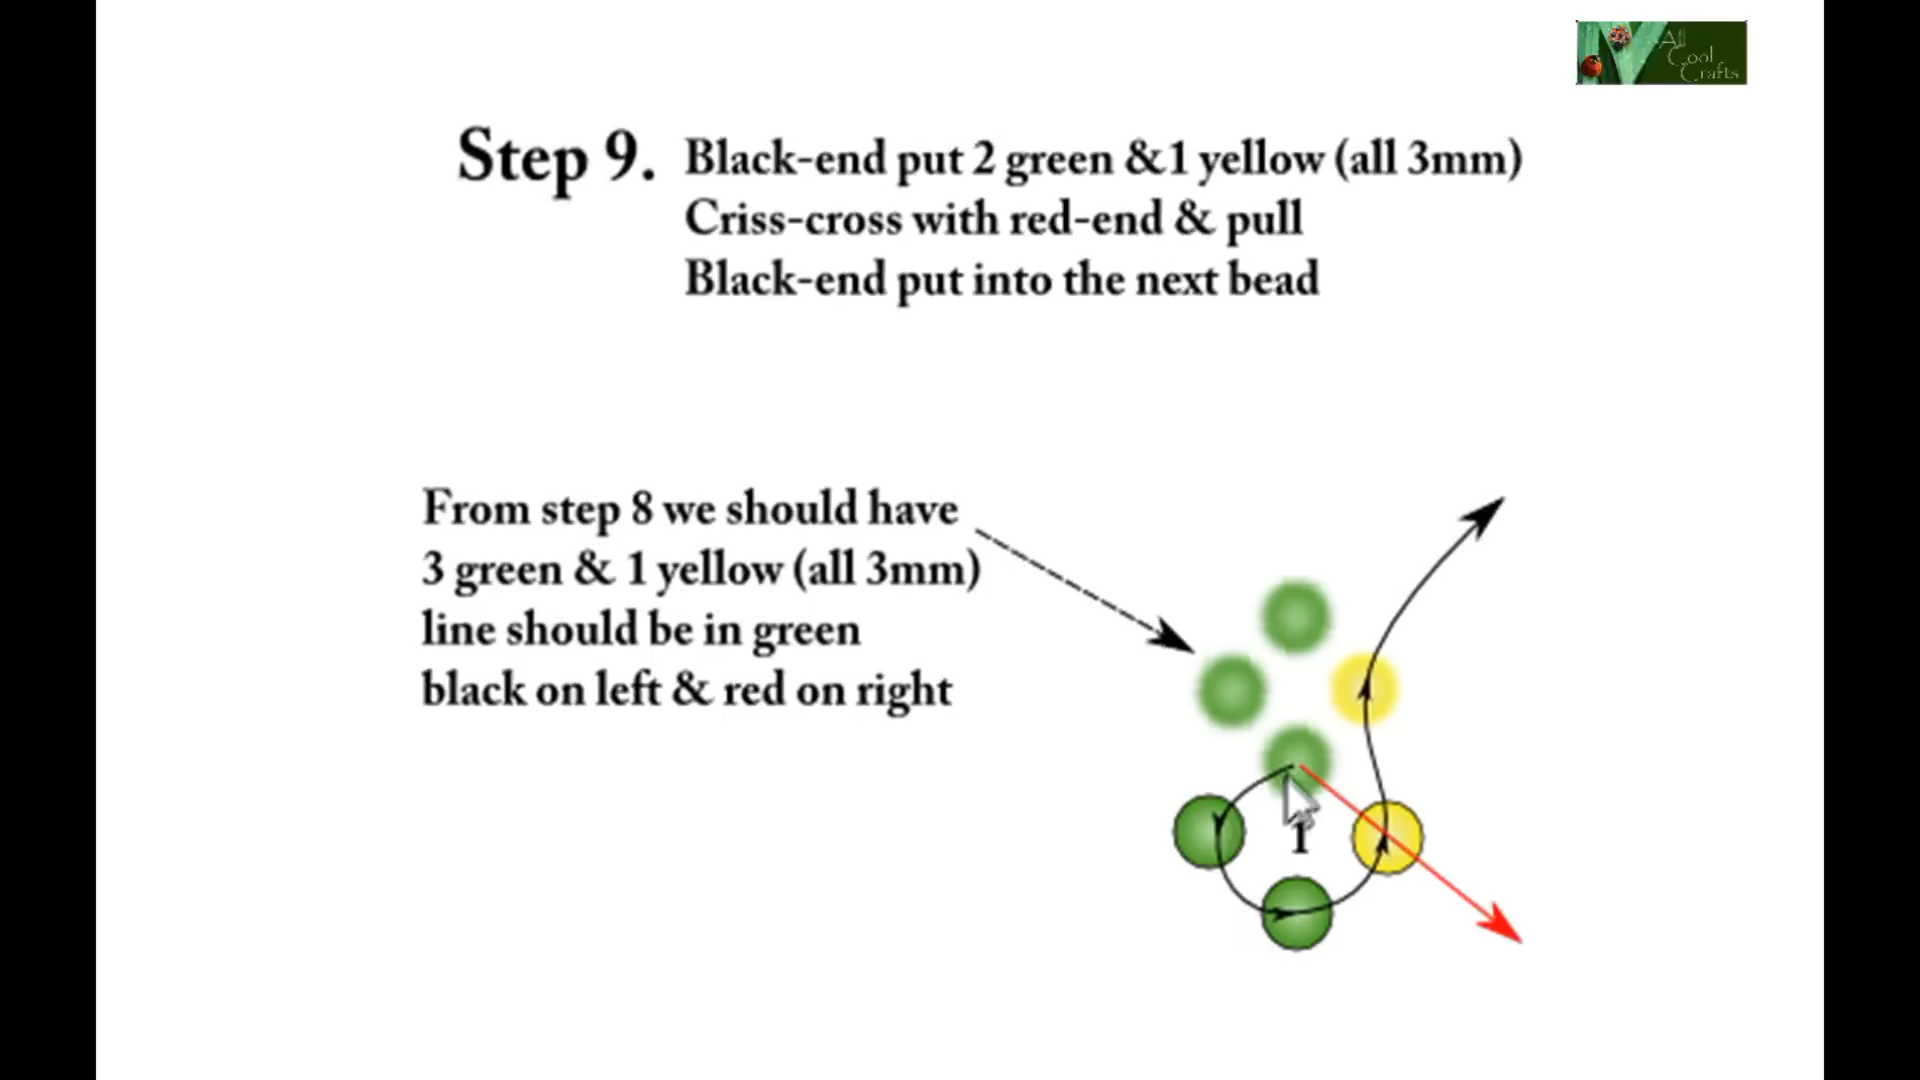 All
Cool
Crafts
Step 9. Black-end put 2 green &1 yellow (all 3mm)
Criss-cross with red-end & pull
Black-end put into the next bead
From step 8 we should have
3 green & 1 yellow (all 3mm)
line should be in green
black on left & red on right
1